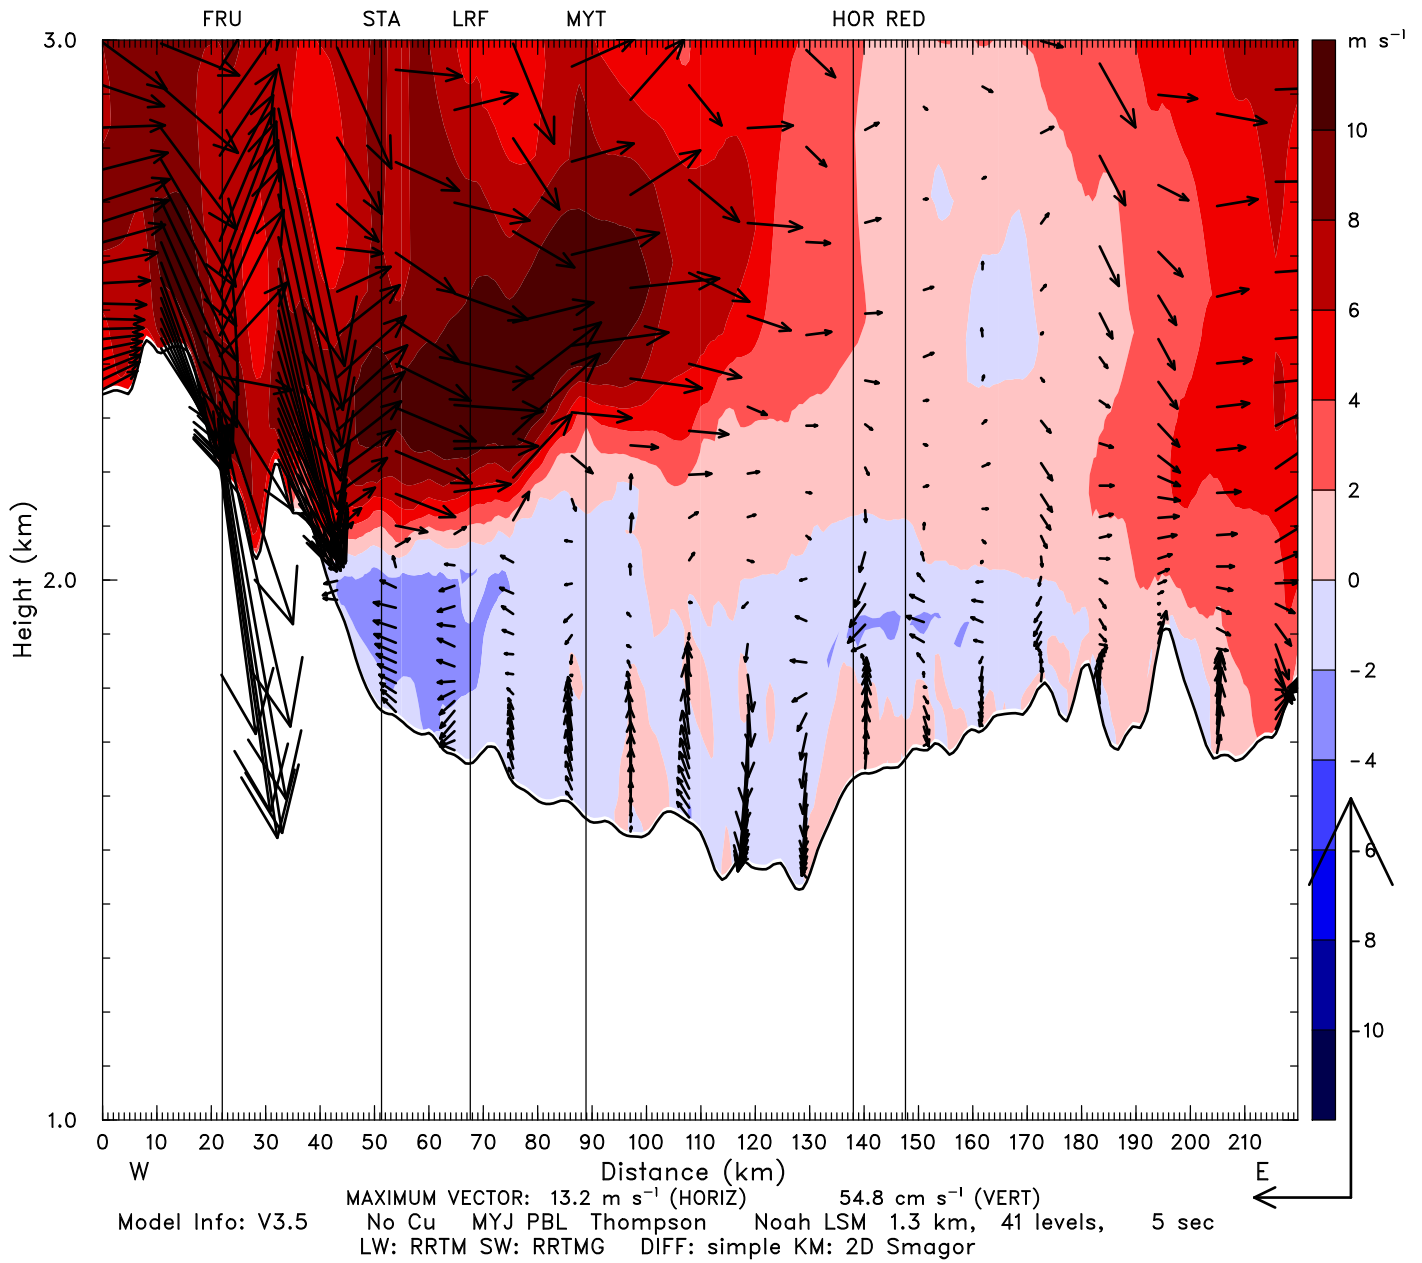 FRU STA LRF MYT HOR RED
m s⁻¹
3.0
2.0
1.0
Height (km)
10
8
6
4
2
0
-2
-4
6
-8
-10
0 10 20 30 40 50 60 70 80 90 100 110 120 130 140 150 160 170 180 190 200 210
W Distance (km) E
MAXIMUM VECTOR: 13.2 m s⁻¹ (HORIZ) 54.8 cm s⁻¹ (VERT)
Model Info: V3.5 No Cu MYJ PBL Thompson Noah LSM 1.3 km, 41 levels, 5 sec
LW: RRTM SW: RRTMG DIFF: simple KM: 2D Smagor